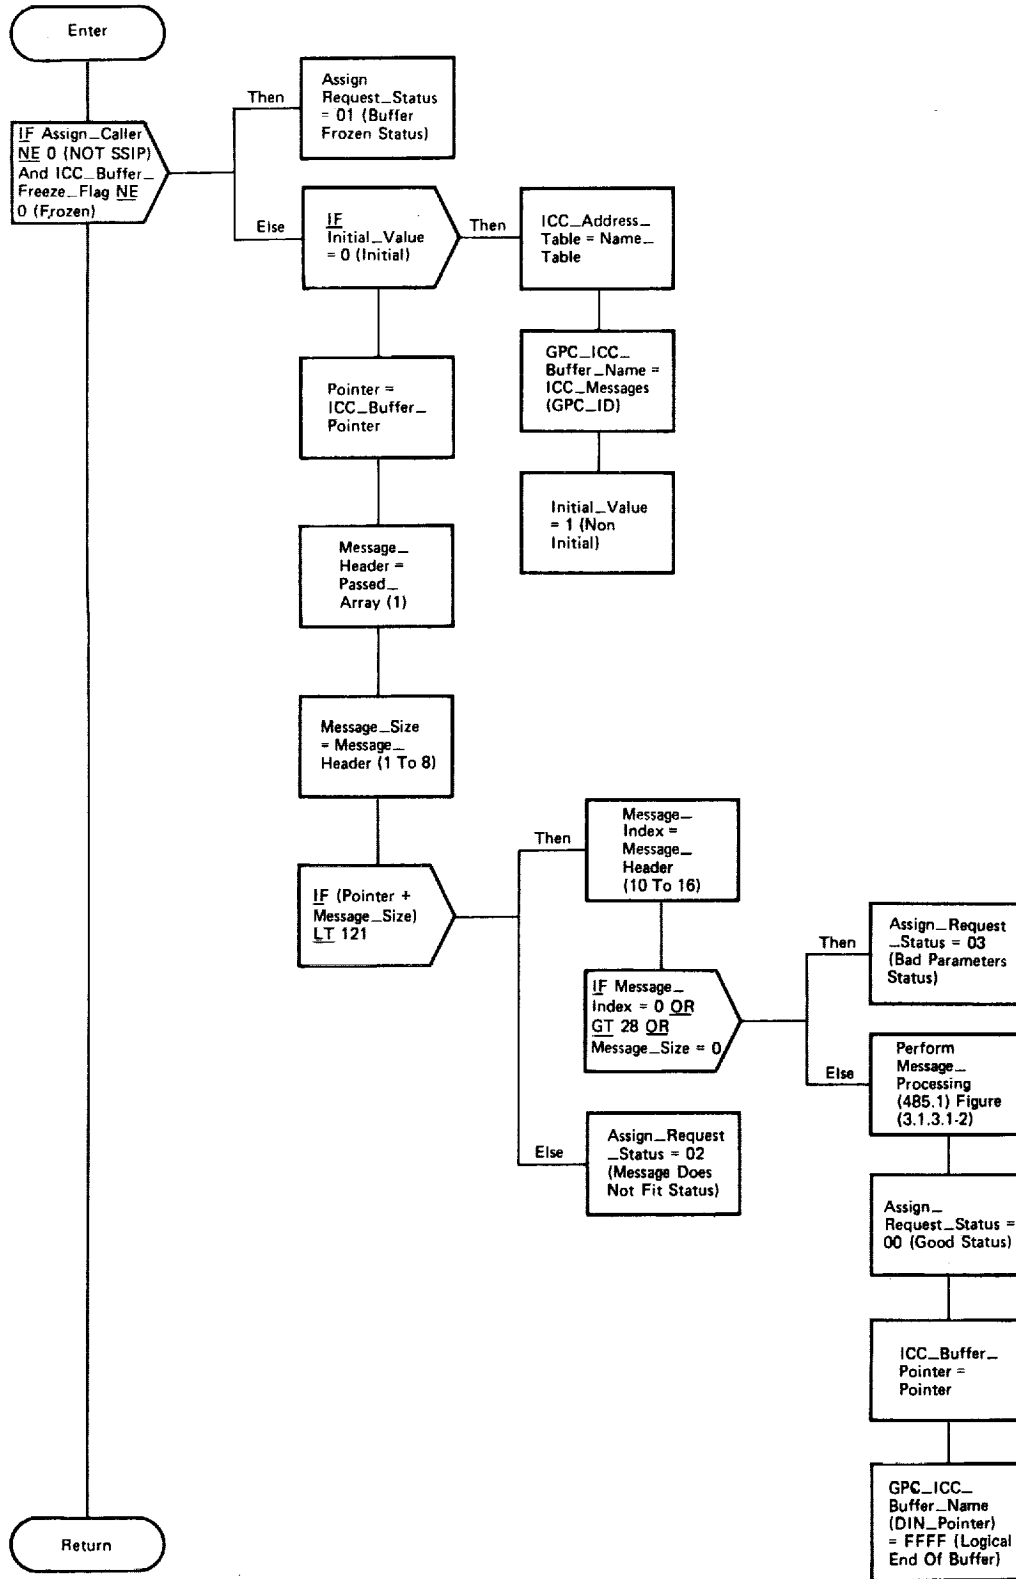 Enter
IF Assign_Caller
NE 0 (NOT SSIP)
And ICC_Buffer_
Freeze_Flag NE
0 (Frozen)
Then
Assign
Request_Status
= 01 (Buffer
Frozen Status)
Else
IF
Initial_Value
= 0 (Initial)
Then
ICC_Address_
Table = Name_
Table
GPC_ICC_
Buffer_Name =
ICC_Messages
(GPC_ID)
Initial_Value
= 1 (Non
Initial)
Pointer =
ICC_Buffer_
Pointer
Message_
Header =
Passed_
Array (1)
Message_Size
= Message_
Header (1 To 8)
IF (Pointer +
Message_Size)
LT 121
Then
Message_
Index =
Message_
Header
(10 To 16)
IF Message_
Index = 0 OR
GT 28 OR
Message_Size = 0
Then
Assign_Request
_Status = 03
(Bad Parameters
Status)
Else
Perform
Message_
Processing
(485.1) Figure
(3.1.3.1-2)
Assign_
Request_Status =
00 (Good Status)
ICC_Buffer_
Pointer =
Pointer
GPC_ICC_
Buffer_Name
(DIN_Pointer)
= FFFF (Logical
End Of Buffer)
Else
Assign_Request
_Status = 02
(Message Does
Not Fit Status)
Return